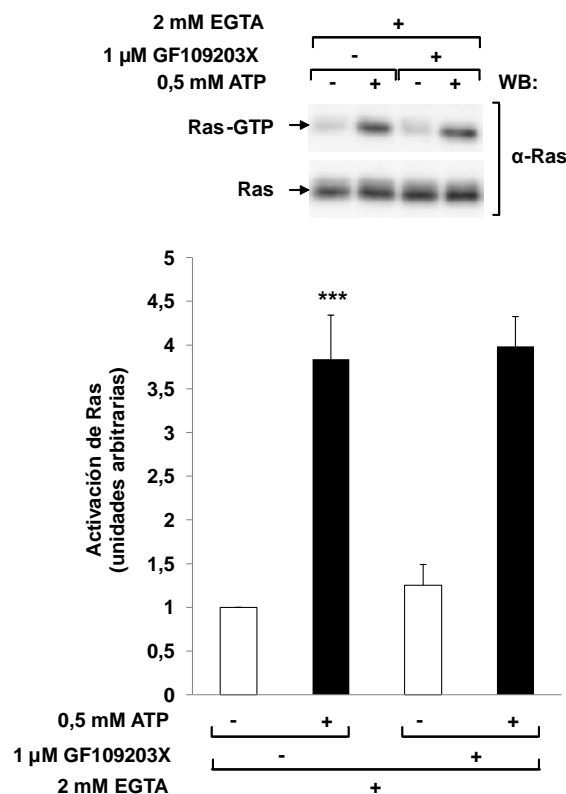 2 mM EGTA +
1 µM GF109203X - +
0,5 mM ATP - + - + WB:
Ras-GTP
α-Ras
Ras
5
4,5
4
3,5
3
2,5
2
1,5
1
0,5
0
Activación de Ras
(unidades arbitrarias)
***
0,5 mM ATP - + - +
1 µM GF109203X - +
2 mM EGTA +